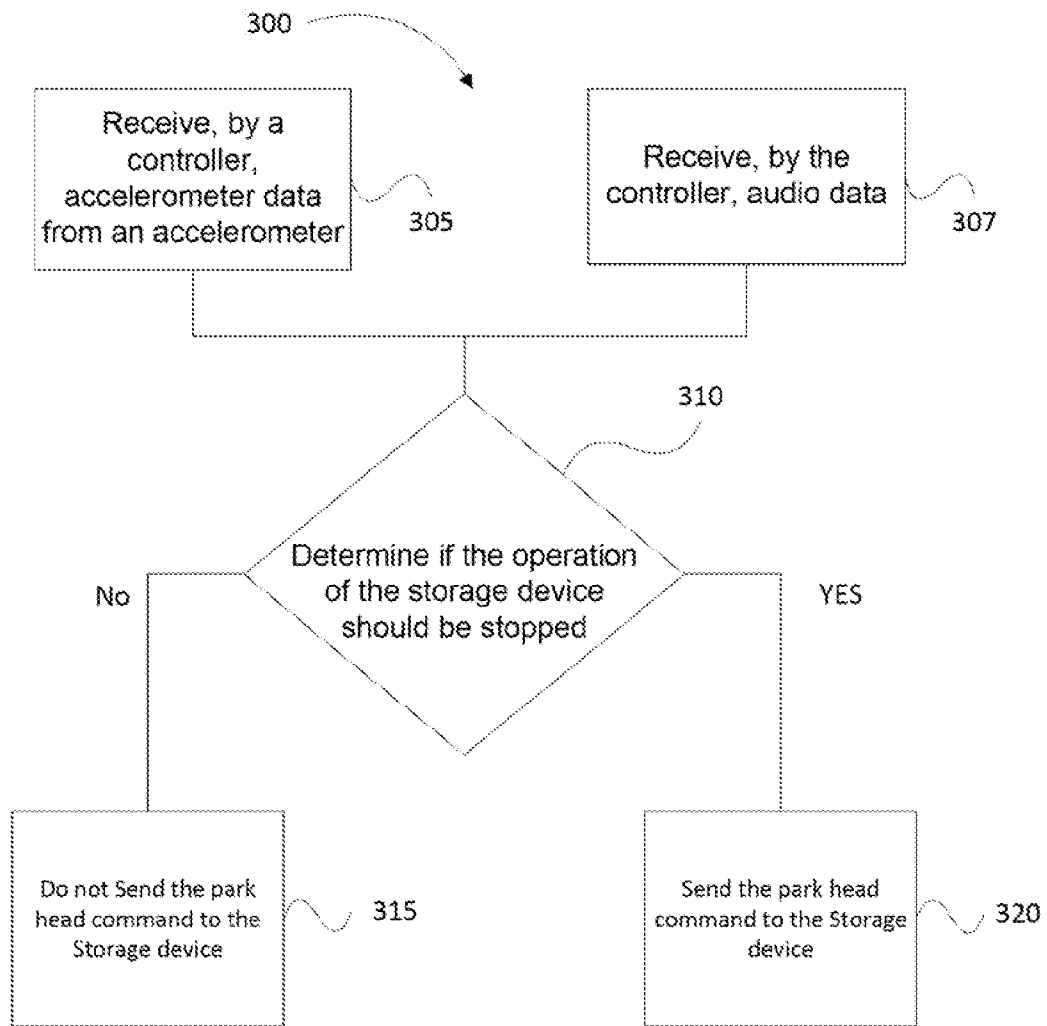 300
Receive, by a
controller,
accelerometer data
from an accelerometer
305
Receive, by the
controller, audio data
307
310
Determine if the operation
of the storage device
should be stopped
No
YES
Do not Send the park
head command to the
Storage device
315
Send the park head
command to the Storage
device
320